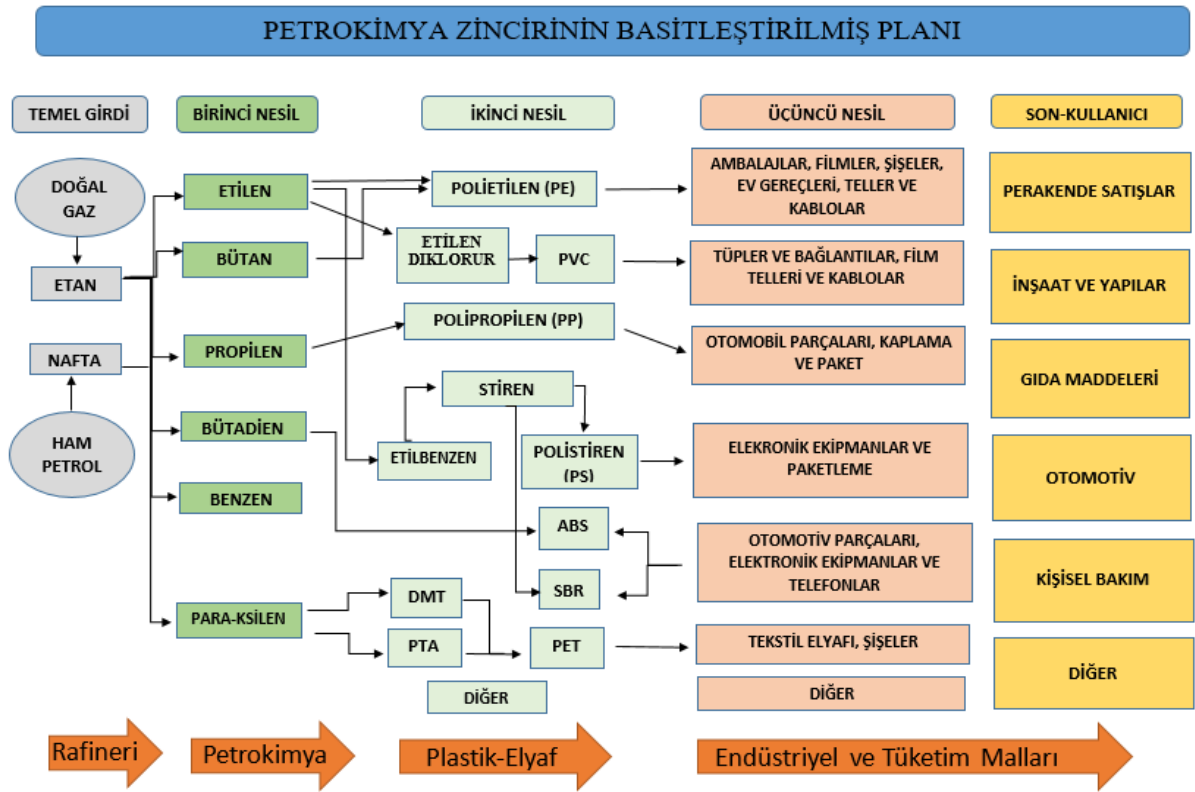 PETROKİMYA ZİNCİRİNİN BASİTLEŞTİRİLMİŞ PLANI
TEMEL GİRDİ
BİRİNCİ NESİL
İKİNCİ NESİL
ÜÇÜNCÜ NESİL
SON-KULLANICI
DOĞAL
GAZ
ETAN
NAFTA
HAM
PETROL
ETİLEN
BÜTAN
PROPİLEN
BÜTADİEN
BENZEN
PARA-KSİLEN
POLİETİLEN (PE)
ETİLEN
DIKLORUR
PVC
POLİPROPİLEN (PP)
STİREN
ETİLBENZEN
POLİSTİREN
(PS)
ABS
SBR
DMT
PTA
PET
DİĞER
AMBALAJLAR, FİLMLER, ŞİŞELER,
EV GEREÇLERİ, TELLER VE
KABLOLAR
TÜPLER VE BAĞLANTILAR, FİLM
TELLERİ VE KABLOLAR
OTOMOBİL PARÇALARI, KAPLAMA
VE PAKET
ELEKRONİK EKİPMANLAR VE
PAKETLEME
OTOMOTİV PARÇALARI,
ELEKTRONİK EKİPMANLAR VE
TELEFONLAR
TEKSTİL ELYAFI, ŞİŞELER
DİĞER
PERAKENDE SATIŞLAR
İNŞAAT VE YAPILAR
GIDA MADDELERİ
OTOMOTİV
KİŞİSEL BAKIM
DİĞER
Rafineri
Petrokimya
Plastik-Elyaf
Endüstriyel ve Tüketim Malları